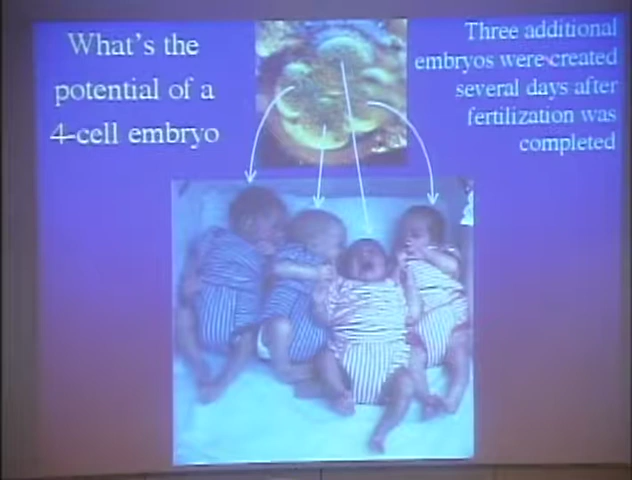 What's the
potential of a
4-cell embryo
Three additional
embryos were created
several days after
fertilization was
completed